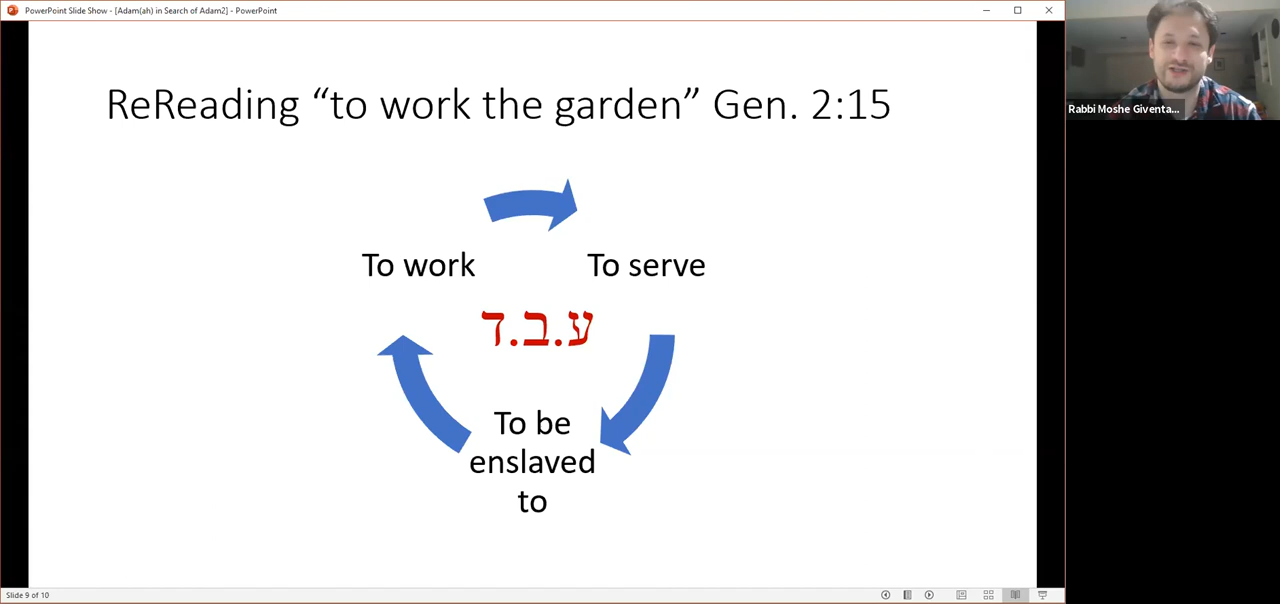 PowerPoint Slide Show - [Adam(ah) in Search of Adam2] - PowerPoint
Rabbi Moshe Giventa...
ReReading “to work the garden” Gen. 2:15
To work
To serve
ע.ב.ד
To be
enslaved
to
Slide 9 of 10